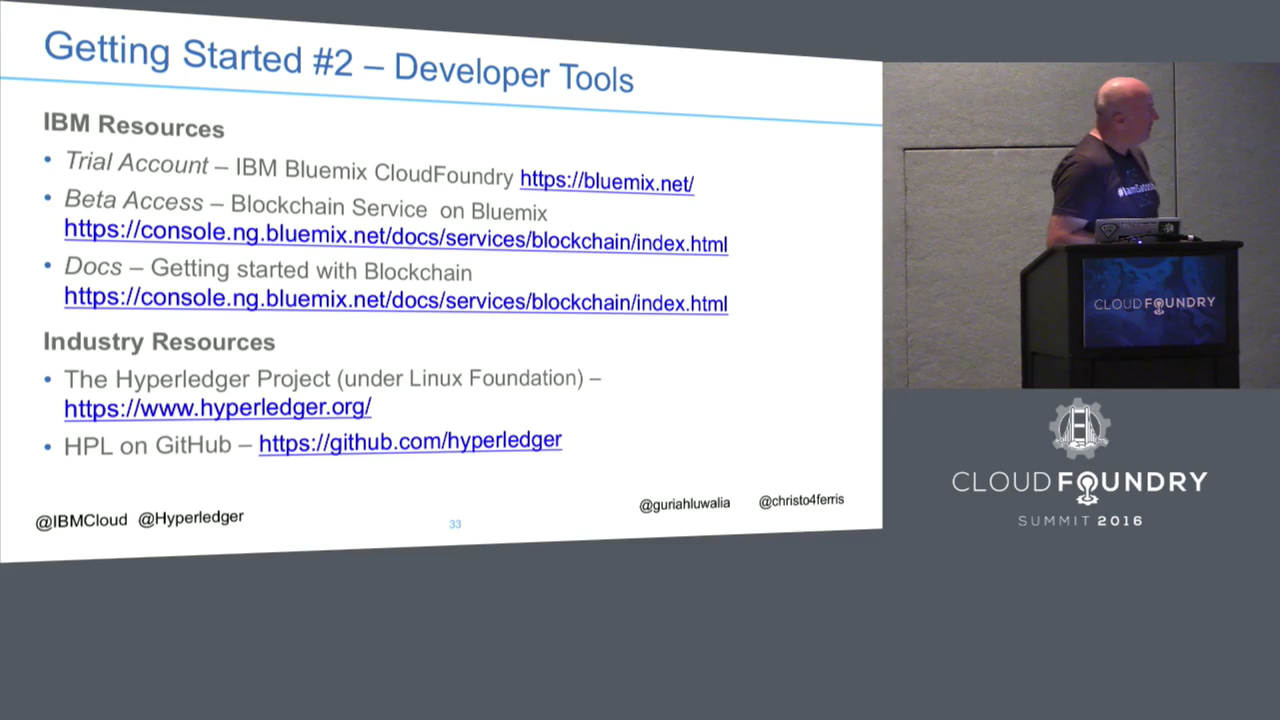 Getting Started #2 – Developer Tools
IBM Resources
• Trial Account – IBM Bluemix CloudFoundry https://bluemix.net/
• Beta Access – Blockchain Service on Bluemix
https://console.ng.bluemix.net/docs/services/blockchain/index.html
• Docs – Getting started with Blockchain
https://console.ng.bluemix.net/docs/services/blockchain/index.html
Industry Resources
• The Hyperledger Project (under Linux Foundation) –
https://www.hyperledger.org/
• HPL on GitHub – https://github.com/hyperledger
@IBMCloud @Hyperledger
33
@guriahluwalia @christo4ferris
CLOUD FOUNDRY
CLOUD FOUNDRY
SUMMIT 2016